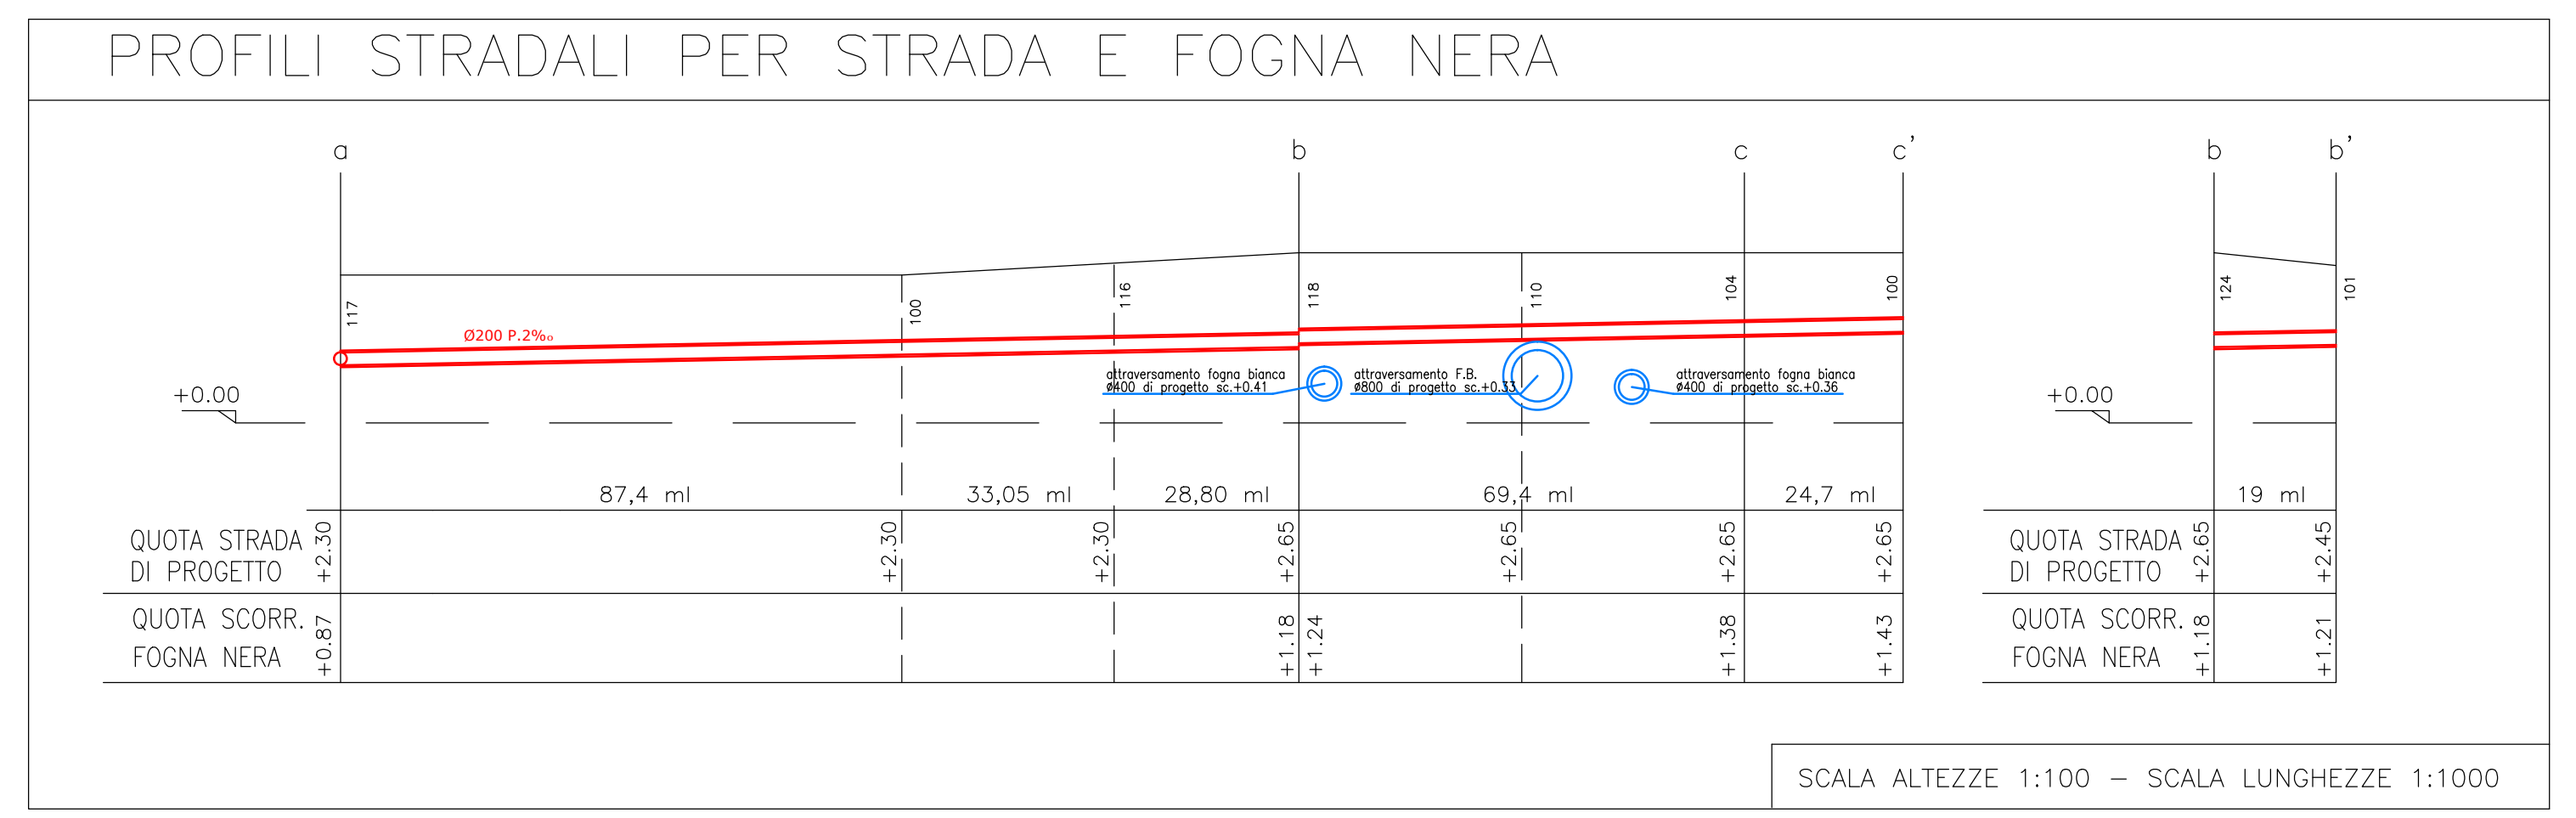 PROFILI STRADALI PER STRADA E FOGNA NERA
a b c c' b b'
117 100 116 118 110 104 100 124 101
Ø200 P.2‰
attraversamento fogna bianca
ø400 di progetto sc.+0.41
attraversamento F.B.
ø800 di progetto sc.+0.33
attraversamento fogna bianca
ø400 di progetto sc.+0.36
+0.00 +0.00
87,4 ml 33,05 ml 28,80 ml 69,4 ml 24,7 ml 19 ml
QUOTA STRADA
DI PROGETTO
+2.30 +2.30 +2.30 +2.65 +2.65 +2.65 +2.65
QUOTA STRADA
DI PROGETTO
+2.65 +2.45
QUOTA SCORR.
FOGNA NERA
+0.87 +1.18 +1.24 +1.38 +1.43
QUOTA SCORR.
FOGNA NERA
+1.18 +1.21
SCALA ALTEZZE 1:100 – SCALA LUNGHEZZE 1:1000